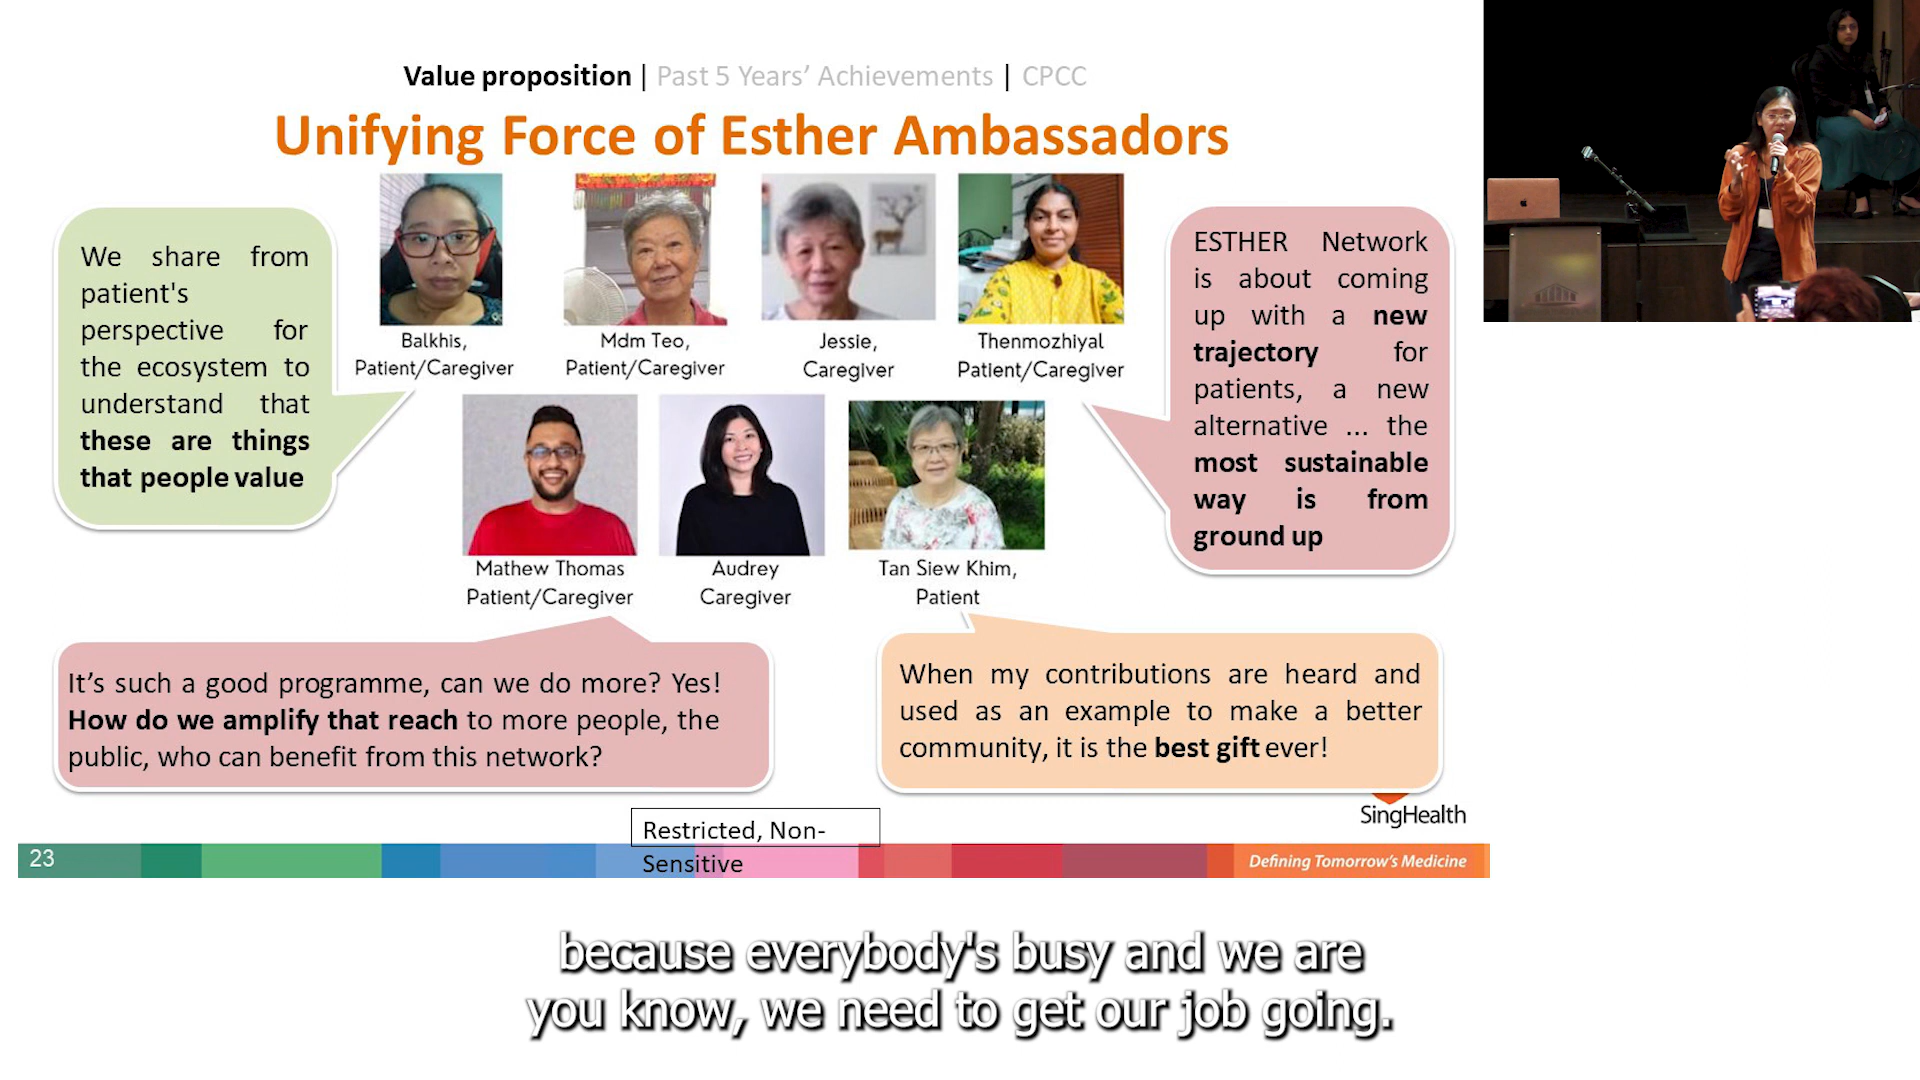 Value proposition | Past 5 Years’ Achievements | CPCC
Unifying Force of Esther Ambassadors
We share from
patient's
perspective for
the ecosystem to
understand that
these are things
that people value
Balkhis,
Patient/Caregiver
Mdm Teo,
Patient/Caregiver
Jessie,
Caregiver
Thenmozhiyal
Patient/Caregiver
ESTHER Network
is about coming
up with a new
trajectory for
patients, a new
alternative ... the
most sustainable
way is from
ground up
Mathew Thomas
Patient/Caregiver
Audrey
Caregiver
Tan Siew Khim,
Patient
It’s such a good programme, can we do more? Yes!
How do we amplify that reach to more people, the
public, who can benefit from this network?
When my contributions are heard and
used as an example to make a better
community, it is the best gift ever!
SingHealth
Restricted, Non-
Sensitive
23
Defining Tomorrow’s Medicine
because everybody's busy and we are
you know, we need to get our job going.